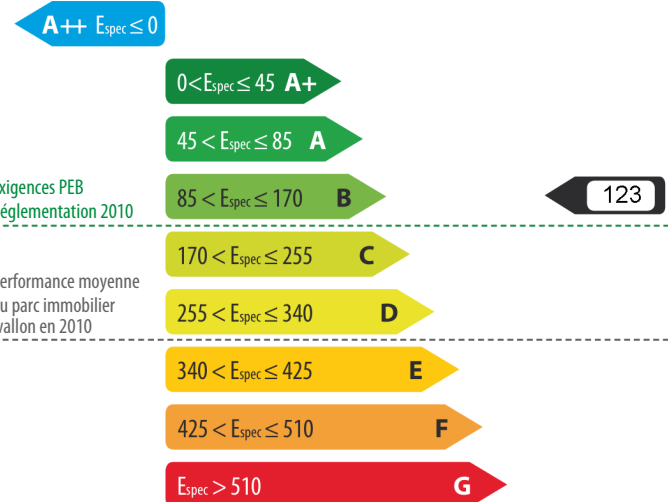 A++ Espec ≤ 0
0<Espec ≤ 45 A+
45 < Espec ≤ 85 A
xigences PEB
églementation 2010
85 < Espec ≤ 170 B
123
170 < Espec ≤ 255 C
erformance moyenne
u parc immobilier
vallon en 2010
255 < Espec ≤ 340 D
340 < Espec ≤ 425 E
425 < Espec ≤ 510 F
Espec > 510 G